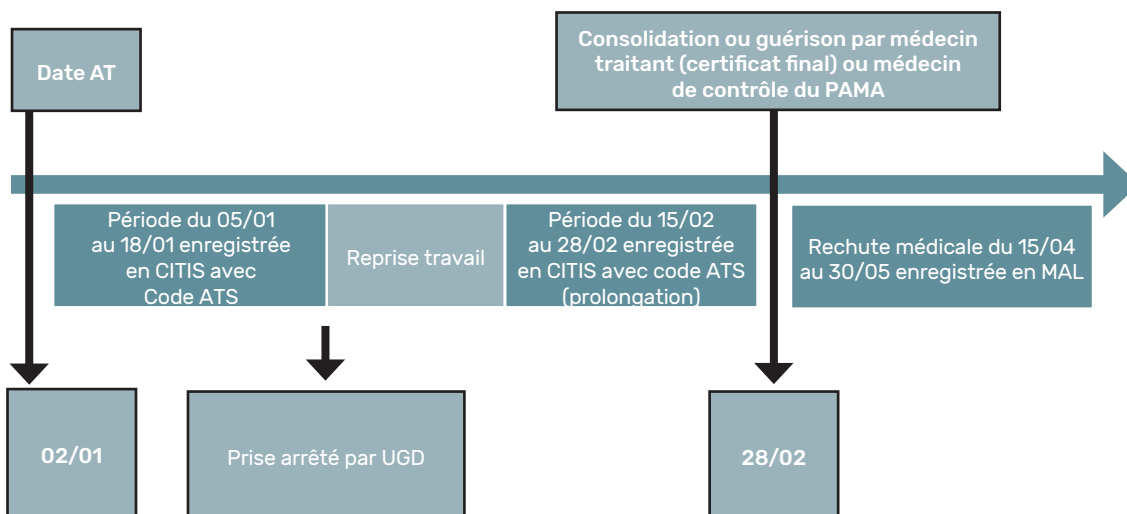 Date AT
Consolidation ou guérison par médecin
traitant (certificat final) ou médecin
de contrôle du PAMA
Période du 05/01
au 18/01 enregistrée
en CITIS avec
Code ATS
Reprise travail
Période du 15/02
au 28/02 enregistrée
en CITIS avec code ATS
(prolongation)
Rechute médicale du 15/04
au 30/05 enregistrée en MAL
02/01
Prise arrêté par UGD
28/02